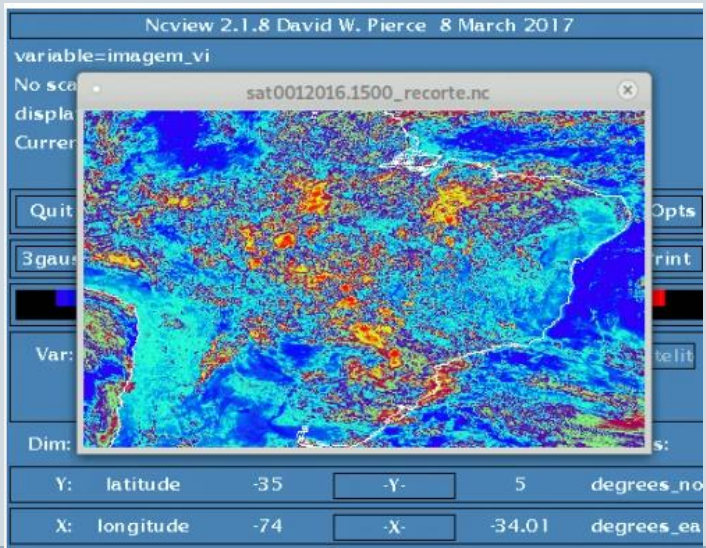 Ncview 2.1.8 David W. Pierce 8 March 2017
variable=imagem_vi
No sca
sat0012016.1500_recorte.nc
displa
Curren
Quit
Opts
3gaus
Print
Var:
telit
Dim:
s:
Y: latitude -35 -Y- 5 degrees_no
X: longitude -74 -X- -34.01 degrees_ea